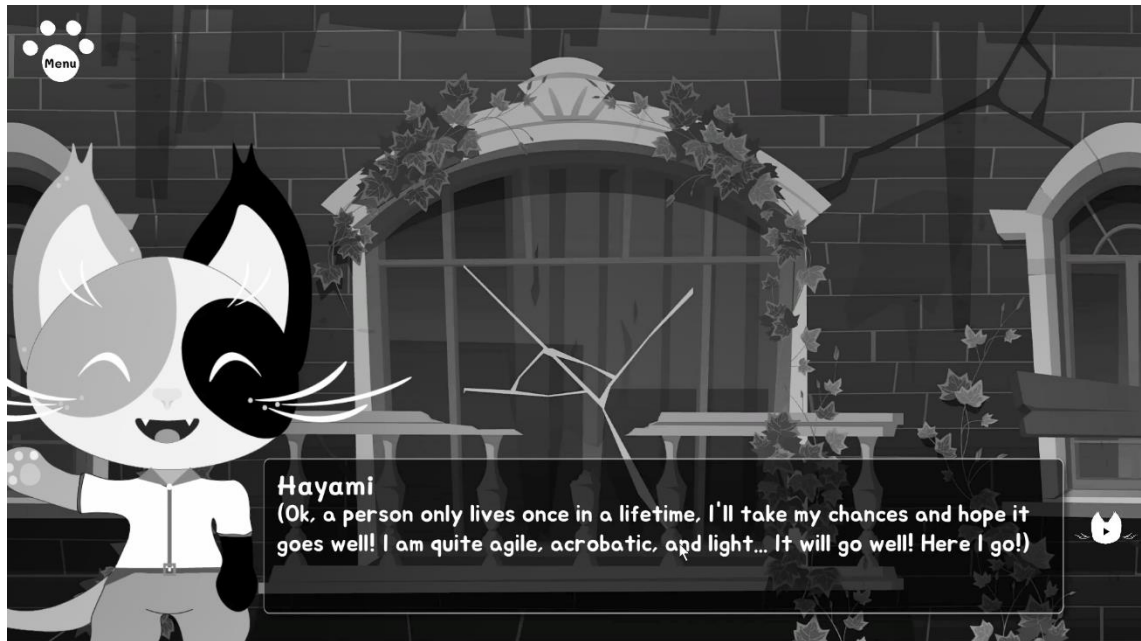 Menu
Hayami
(Ok, a person only lives once in a lifetime, I'll take my chances and hope it
goes well! I am quite agile, acrobatic, and light... It will go well! Here I go!)